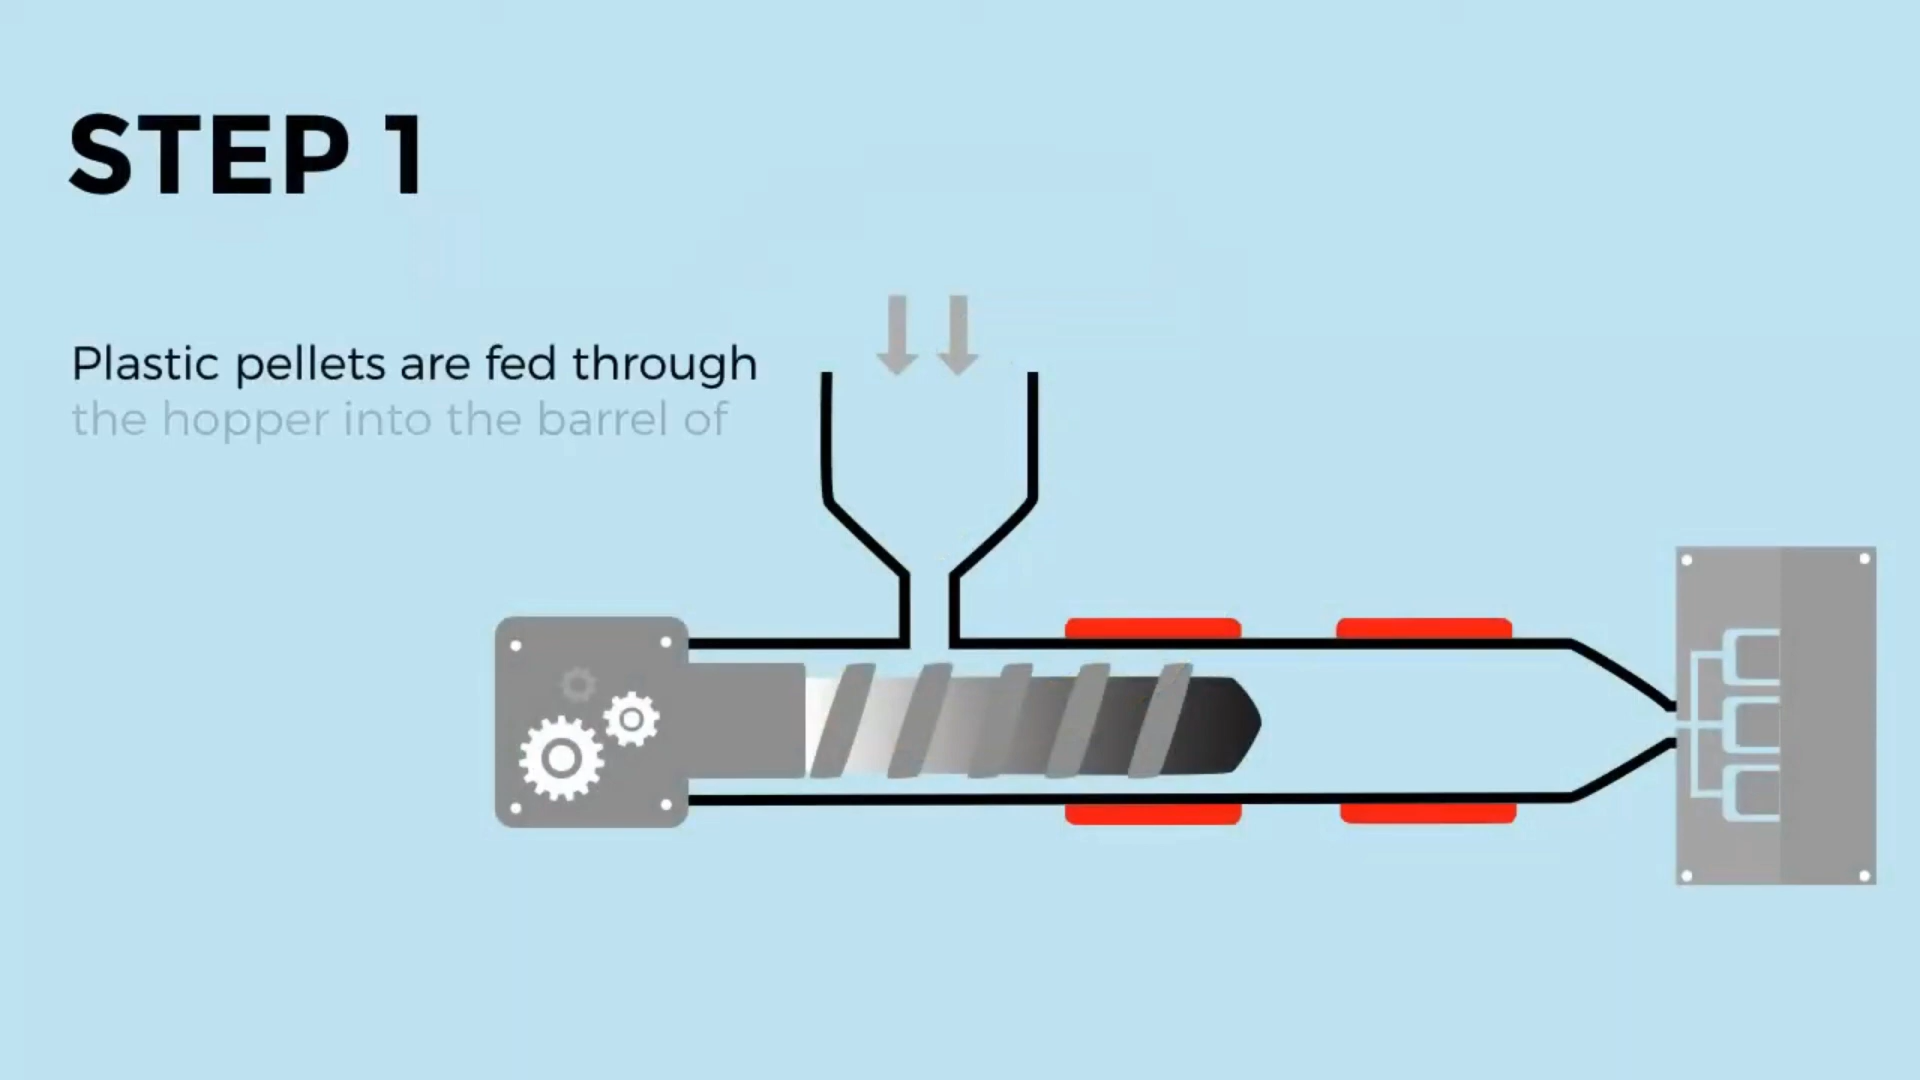 STEP 1
Plastic pellets are fed through
the hopper into the barrel of